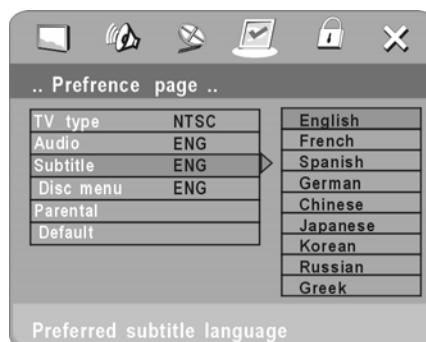 .. Prefrence page ..
TV type NTSC
Audio ENG
Subtitle ENG
Disc menu ENG
Parental
Default
English
French
Spanish
German
Chinese
Japanese
Korean
Russian
Greek
Preferred subtitle language